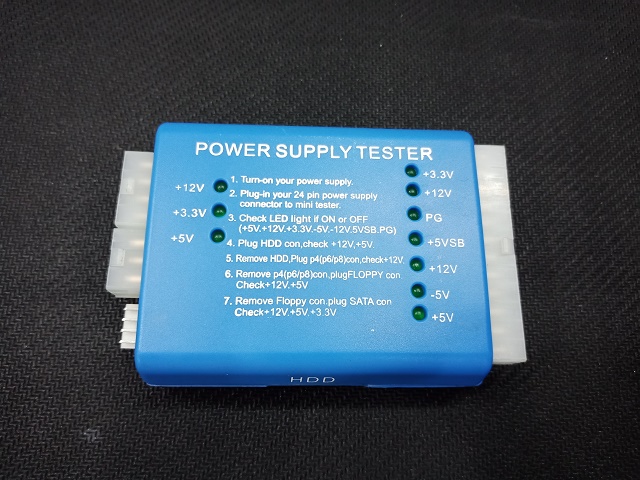 POWER SUPPLY TESTER
+12V
+3.3V
+5V
1. Turn-on your power supply.
2. Plug-in your 24 pin power supply
connector to mini tester.
3. Check LED light if ON or OFF
(+5V.+12V.+3.3V-5V.-12V.5VSB.PG)
4. Plug HDD con,check +12V,+5V.
5. Remove HDD,Plug p4(p6/p8)con,check+12V
6. Remove p4(p6/p8)con,plugFLOPPY con
Check+12V.+5V
7. Remove Floppy con.plug SATA con
Check+12V.+5V.+3.3V
+3.3V
+12V
PG
+5VSB
+12V
-5V
+5V
HDD